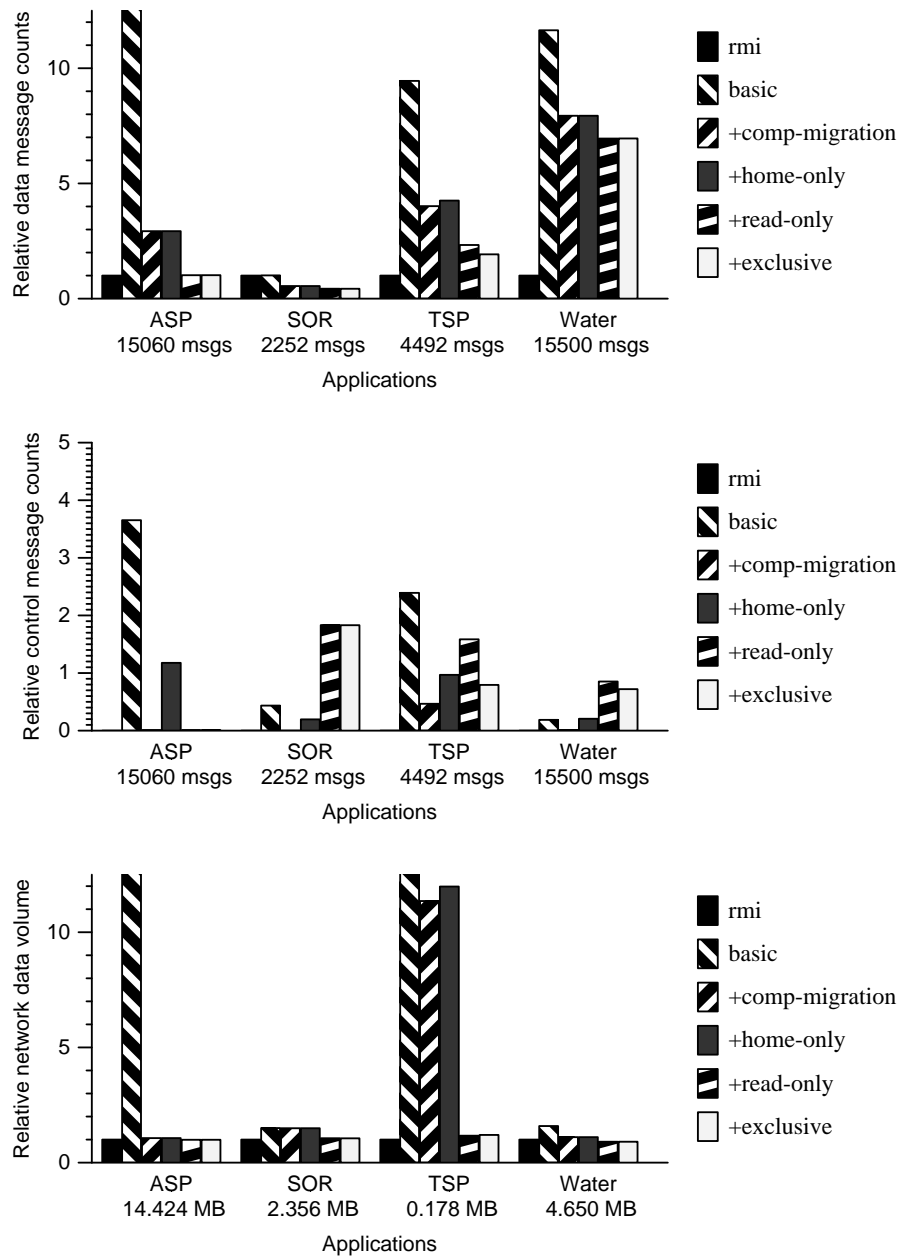 Relative data message counts
10
5
0
ASP SOR TSP Water
15060 msgs 2252 msgs 4492 msgs 15500 msgs
Applications
rmi
basic
+comp-migration
+home-only
+read-only
+exclusive
Relative control message counts
5
4
3
2
1
0
ASP SOR TSP Water
15060 msgs 2252 msgs 4492 msgs 15500 msgs
Applications
rmi
basic
+comp-migration
+home-only
+read-only
+exclusive
Relative network data volume
10
5
0
ASP SOR TSP Water
14.424 MB 2.356 MB 0.178 MB 4.650 MB
Applications
rmi
basic
+comp-migration
+home-only
+read-only
+exclusive